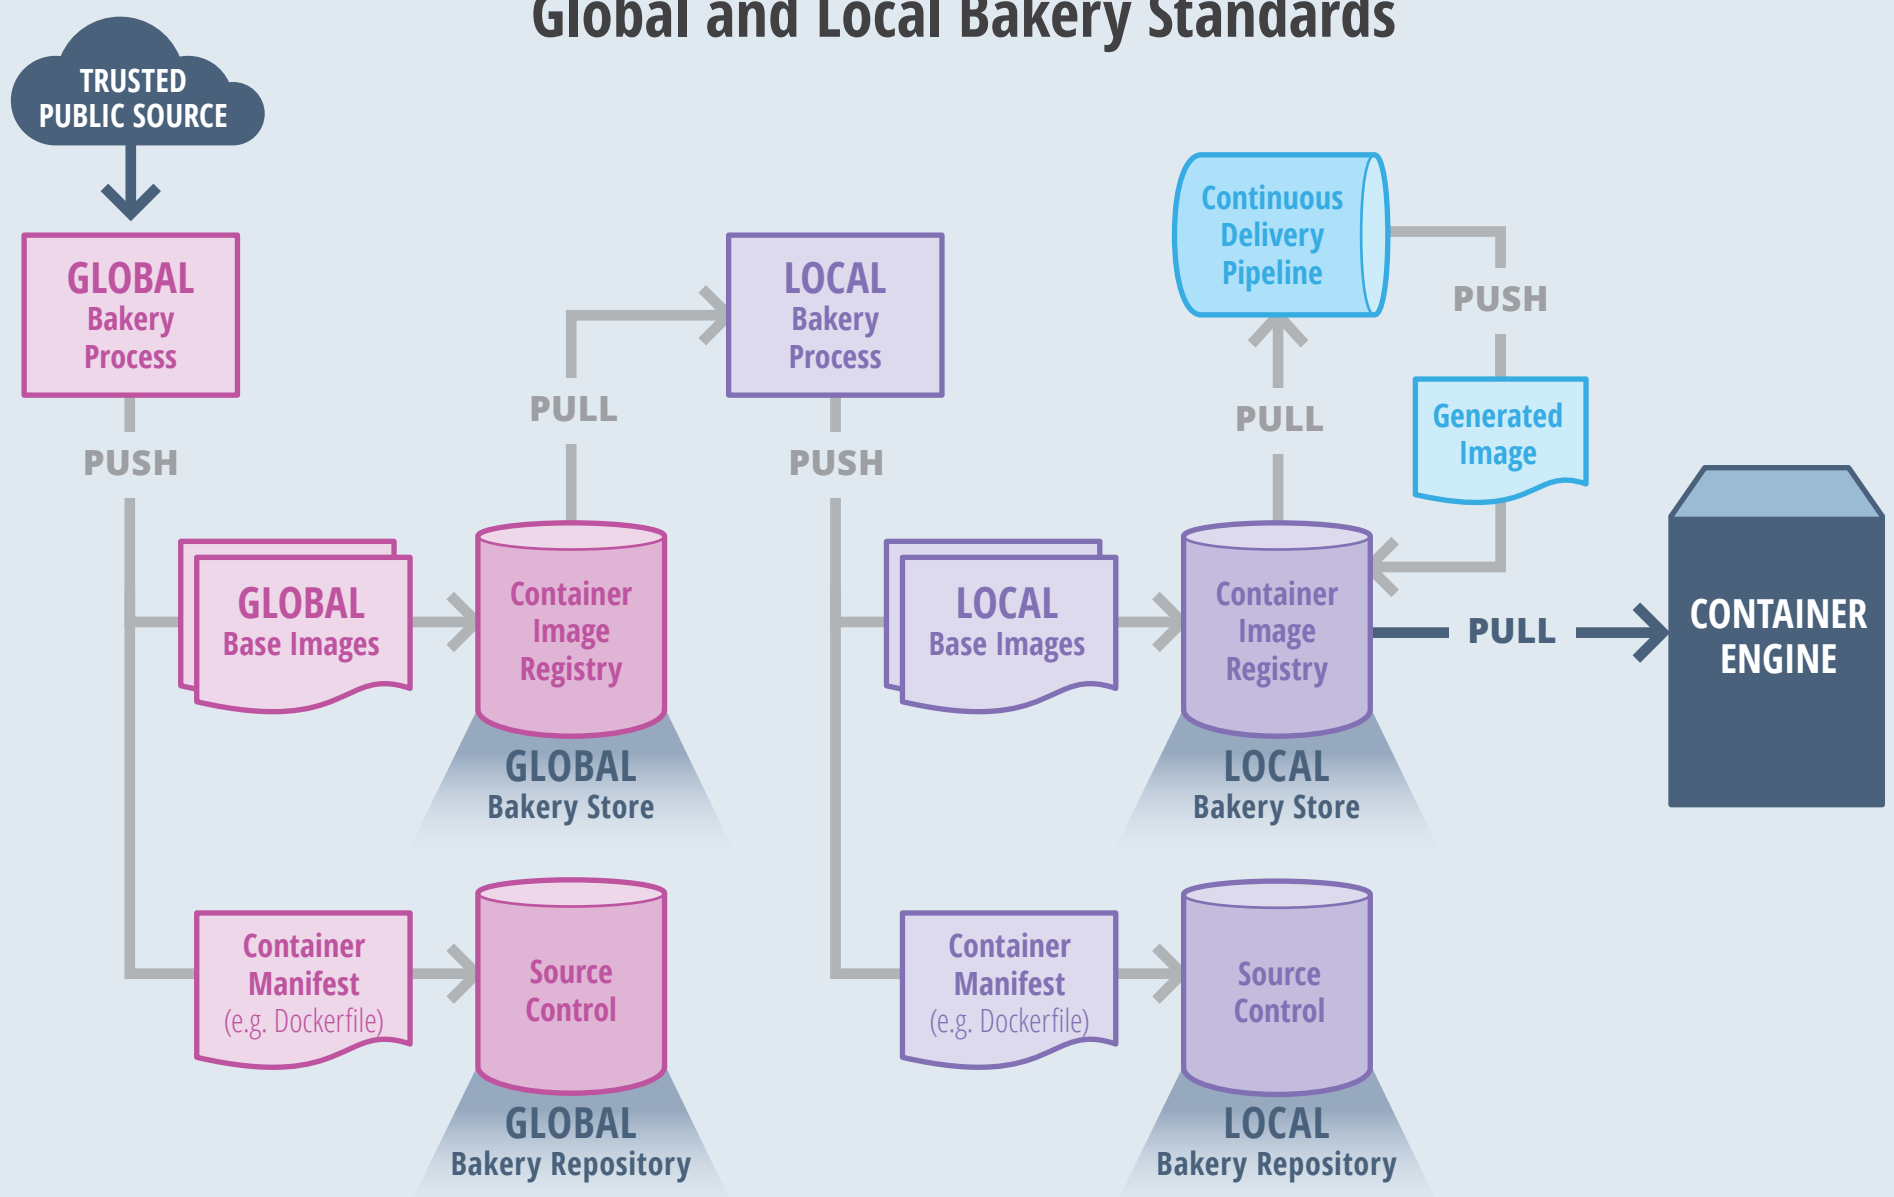 Global and Local Bakery Standards
TRUSTED
PUBLIC SOURCE
GLOBAL
Bakery
Process
PUSH
GLOBAL
Base Images
Container
Manifest
(e.g. Dockerfile)
Container
Image
Registry
GLOBAL
Bakery Store
Source
Control
GLOBAL
Bakery Repository
PULL
LOCAL
Bakery
Process
PUSH
LOCAL
Base Images
Container
Manifest
(e.g. Dockerfile)
Container
Image
Registry
LOCAL
Bakery Store
Source
Control
LOCAL
Bakery Repository
PULL
Continuous
Delivery
Pipeline
PUSH
Generated
Image
PULL
CONTAINER
ENGINE